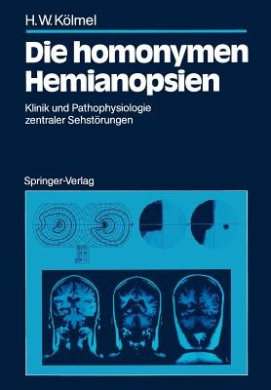 H.W. Kölmel
Die homonymen
Hemianopsien
Klinik und Pathophysiologie
zentraler Sehstörungen
Springer-Verlag